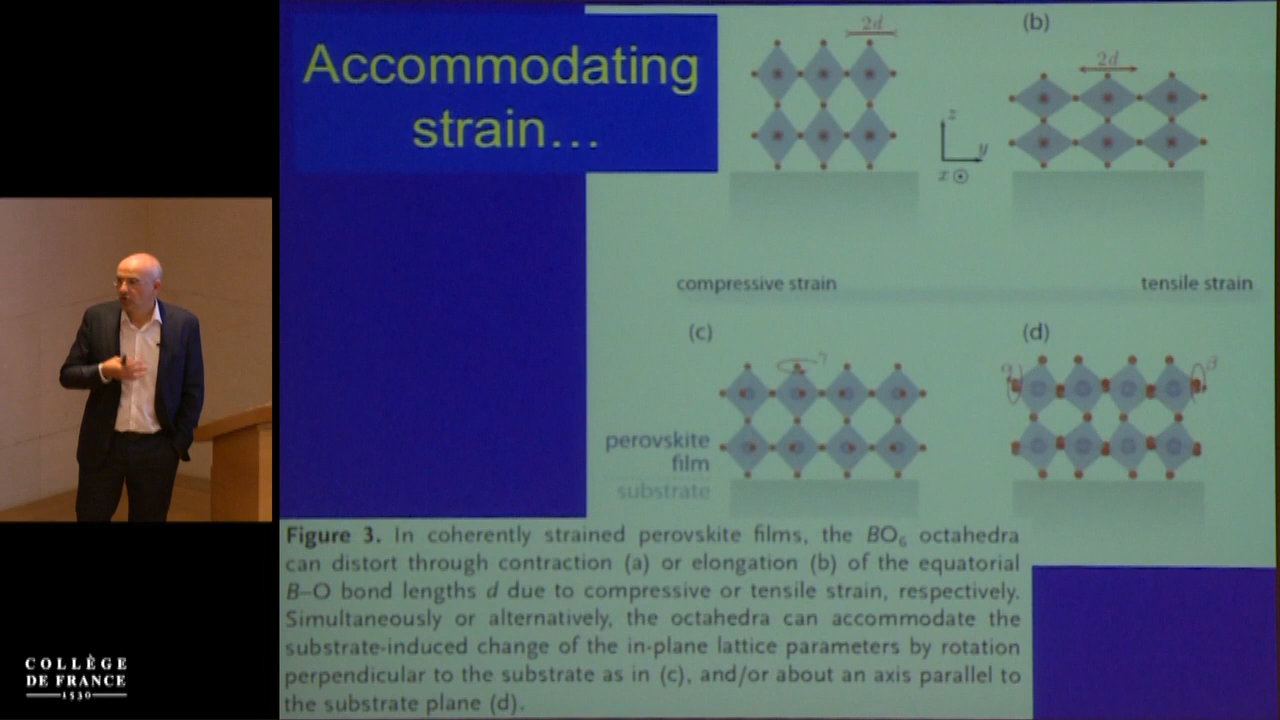 Accommodating
strain...
2d
(b)
2d
z
y
x
compressive strain
tensile strain
(c)
(d)
γ
α
β
perovskite
film
substrate
Figure 3. In coherently strained perovskite films, the BO6 octahedra
can distort through contraction (a) or elongation (b) of the equatorial
B–O bond lengths d due to compressive or tensile strain, respectively.
Simultaneously or alternatively, the octahedra can accommodate the
substrate-induced change of the in-plane lattice parameters by rotation
perpendicular to the substrate as in (c), and/or about an axis parallel to
the substrate plane (d).
COLLÈGE
DE FRANCE
1530